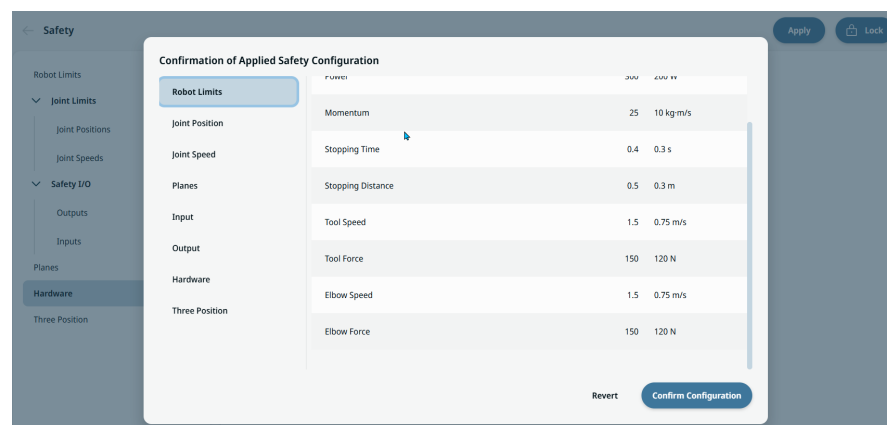 Safety
Apply
Lock
Robot Limits
Joint Limits
Joint Positions
Joint Speeds
Safety I/O
Outputs
Inputs
Planes
Hardware
Three Position
Confirmation of Applied Safety Configuration
Robot Limits
Joint Position
Joint Speed
Planes
Input
Output
Hardware
Three Position
Power 300 200 W
Momentum 25 10 kg-m/s
Stopping Time 0.4 0.3 s
Stopping Distance 0.5 0.3 m
Tool Speed 1.5 0.75 m/s
Tool Force 150 120 N
Elbow Speed 1.5 0.75 m/s
Elbow Force 150 120 N
Revert
Confirm Configuration